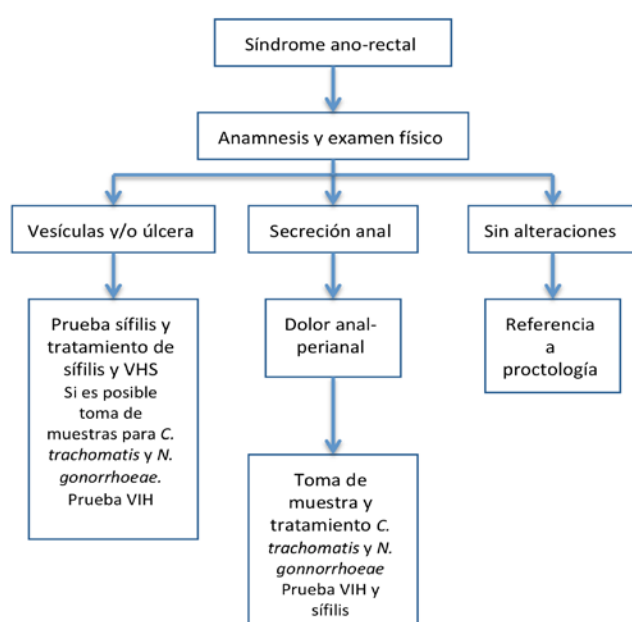 Síndrome ano-rectal
Anamnesis y examen físico
Vesículas y/o úlcera
Secreción anal
Sin alteraciones
Prueba sífilis y
tratamiento de
sífilis y VHS
Si es posible
toma de
muestras para C.
trachomatis y N.
gonorrhoeae.
Prueba VIH
Dolor anal-
perianal
Referencia
a
proctología
Toma de
muestra y
tratamiento C.
trachomatis y N.
gonnorrhoeae
Prueba VIH y
sífilis